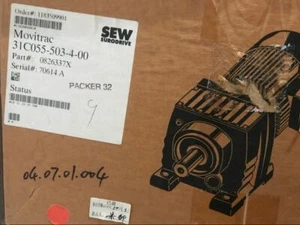 Order#: 1183509901
Movitrac
31C055-503-4-00
Part#: 0826337X
Serial#: 70614 A
SEW
EURODRIVE
PACKER 32
Status
9
04.07.01.004